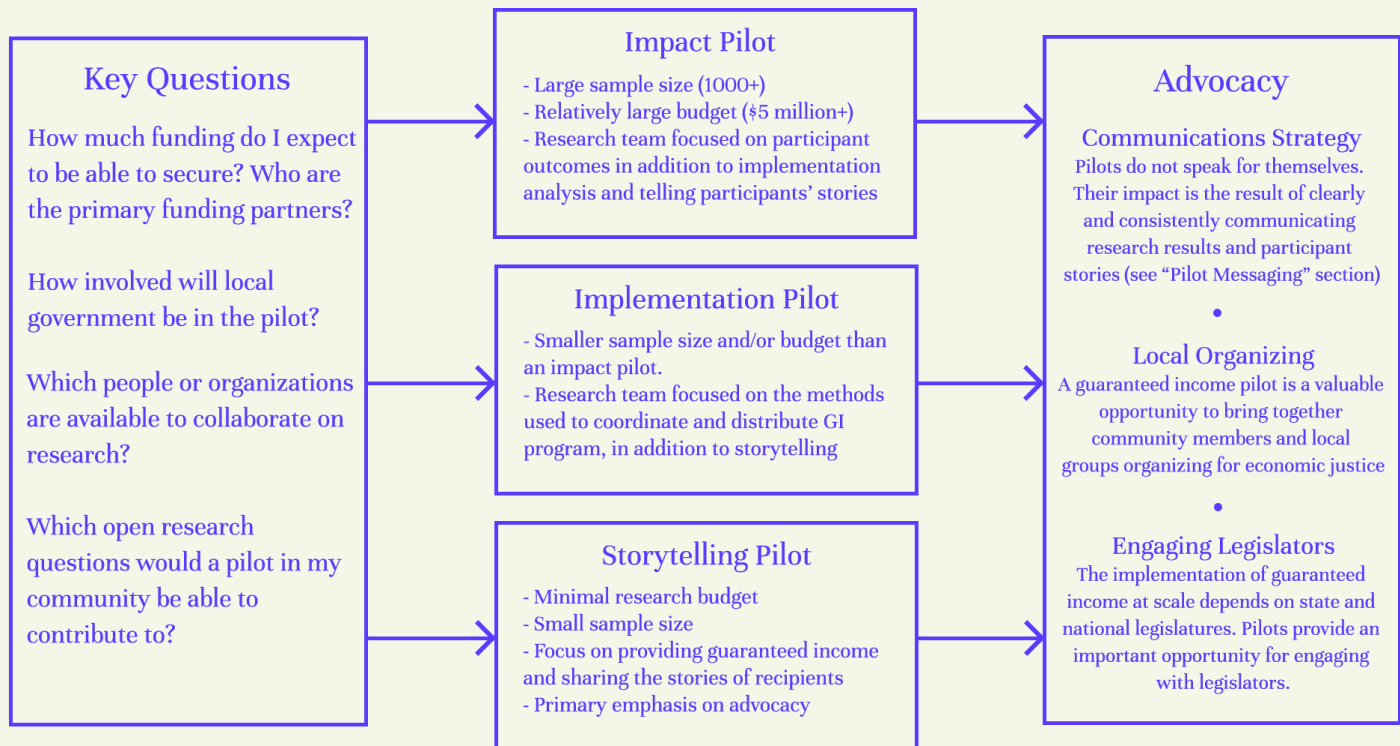 Key Questions
How much funding do I expect
to be able to secure? Who are
the primary funding partners?
How involved will local
government be in the pilot?
Which people or organizations
are available to collaborate on
research?
Which open research
questions would a pilot in my
community be able to
contribute to?
Impact Pilot
- Large sample size (1000+)
- Relatively large budget ($5 million+)
- Research team focused on participant
outcomes in addition to implementation
analysis and telling participants’ stories
Implementation Pilot
- Smaller sample size and/or budget than
an impact pilot.
- Research team focused on the methods
used to coordinate and distribute GI
program, in addition to storytelling
Storytelling Pilot
- Minimal research budget
- Small sample size
- Focus on providing guaranteed income
and sharing the stories of recipients
- Primary emphasis on advocacy
Advocacy
Communications Strategy
Pilots do not speak for themselves.
Their impact is the result of clearly
and consistently communicating
research results and participant
stories (see “Pilot Messaging” section)
•
Local Organizing
A guaranteed income pilot is a valuable
opportunity to bring together
community members and local
groups organizing for economic justice
•
Engaging Legislators
The implementation of guaranteed
income at scale depends on state and
national legislatures. Pilots provide an
important opportunity for engaging
with legislators.